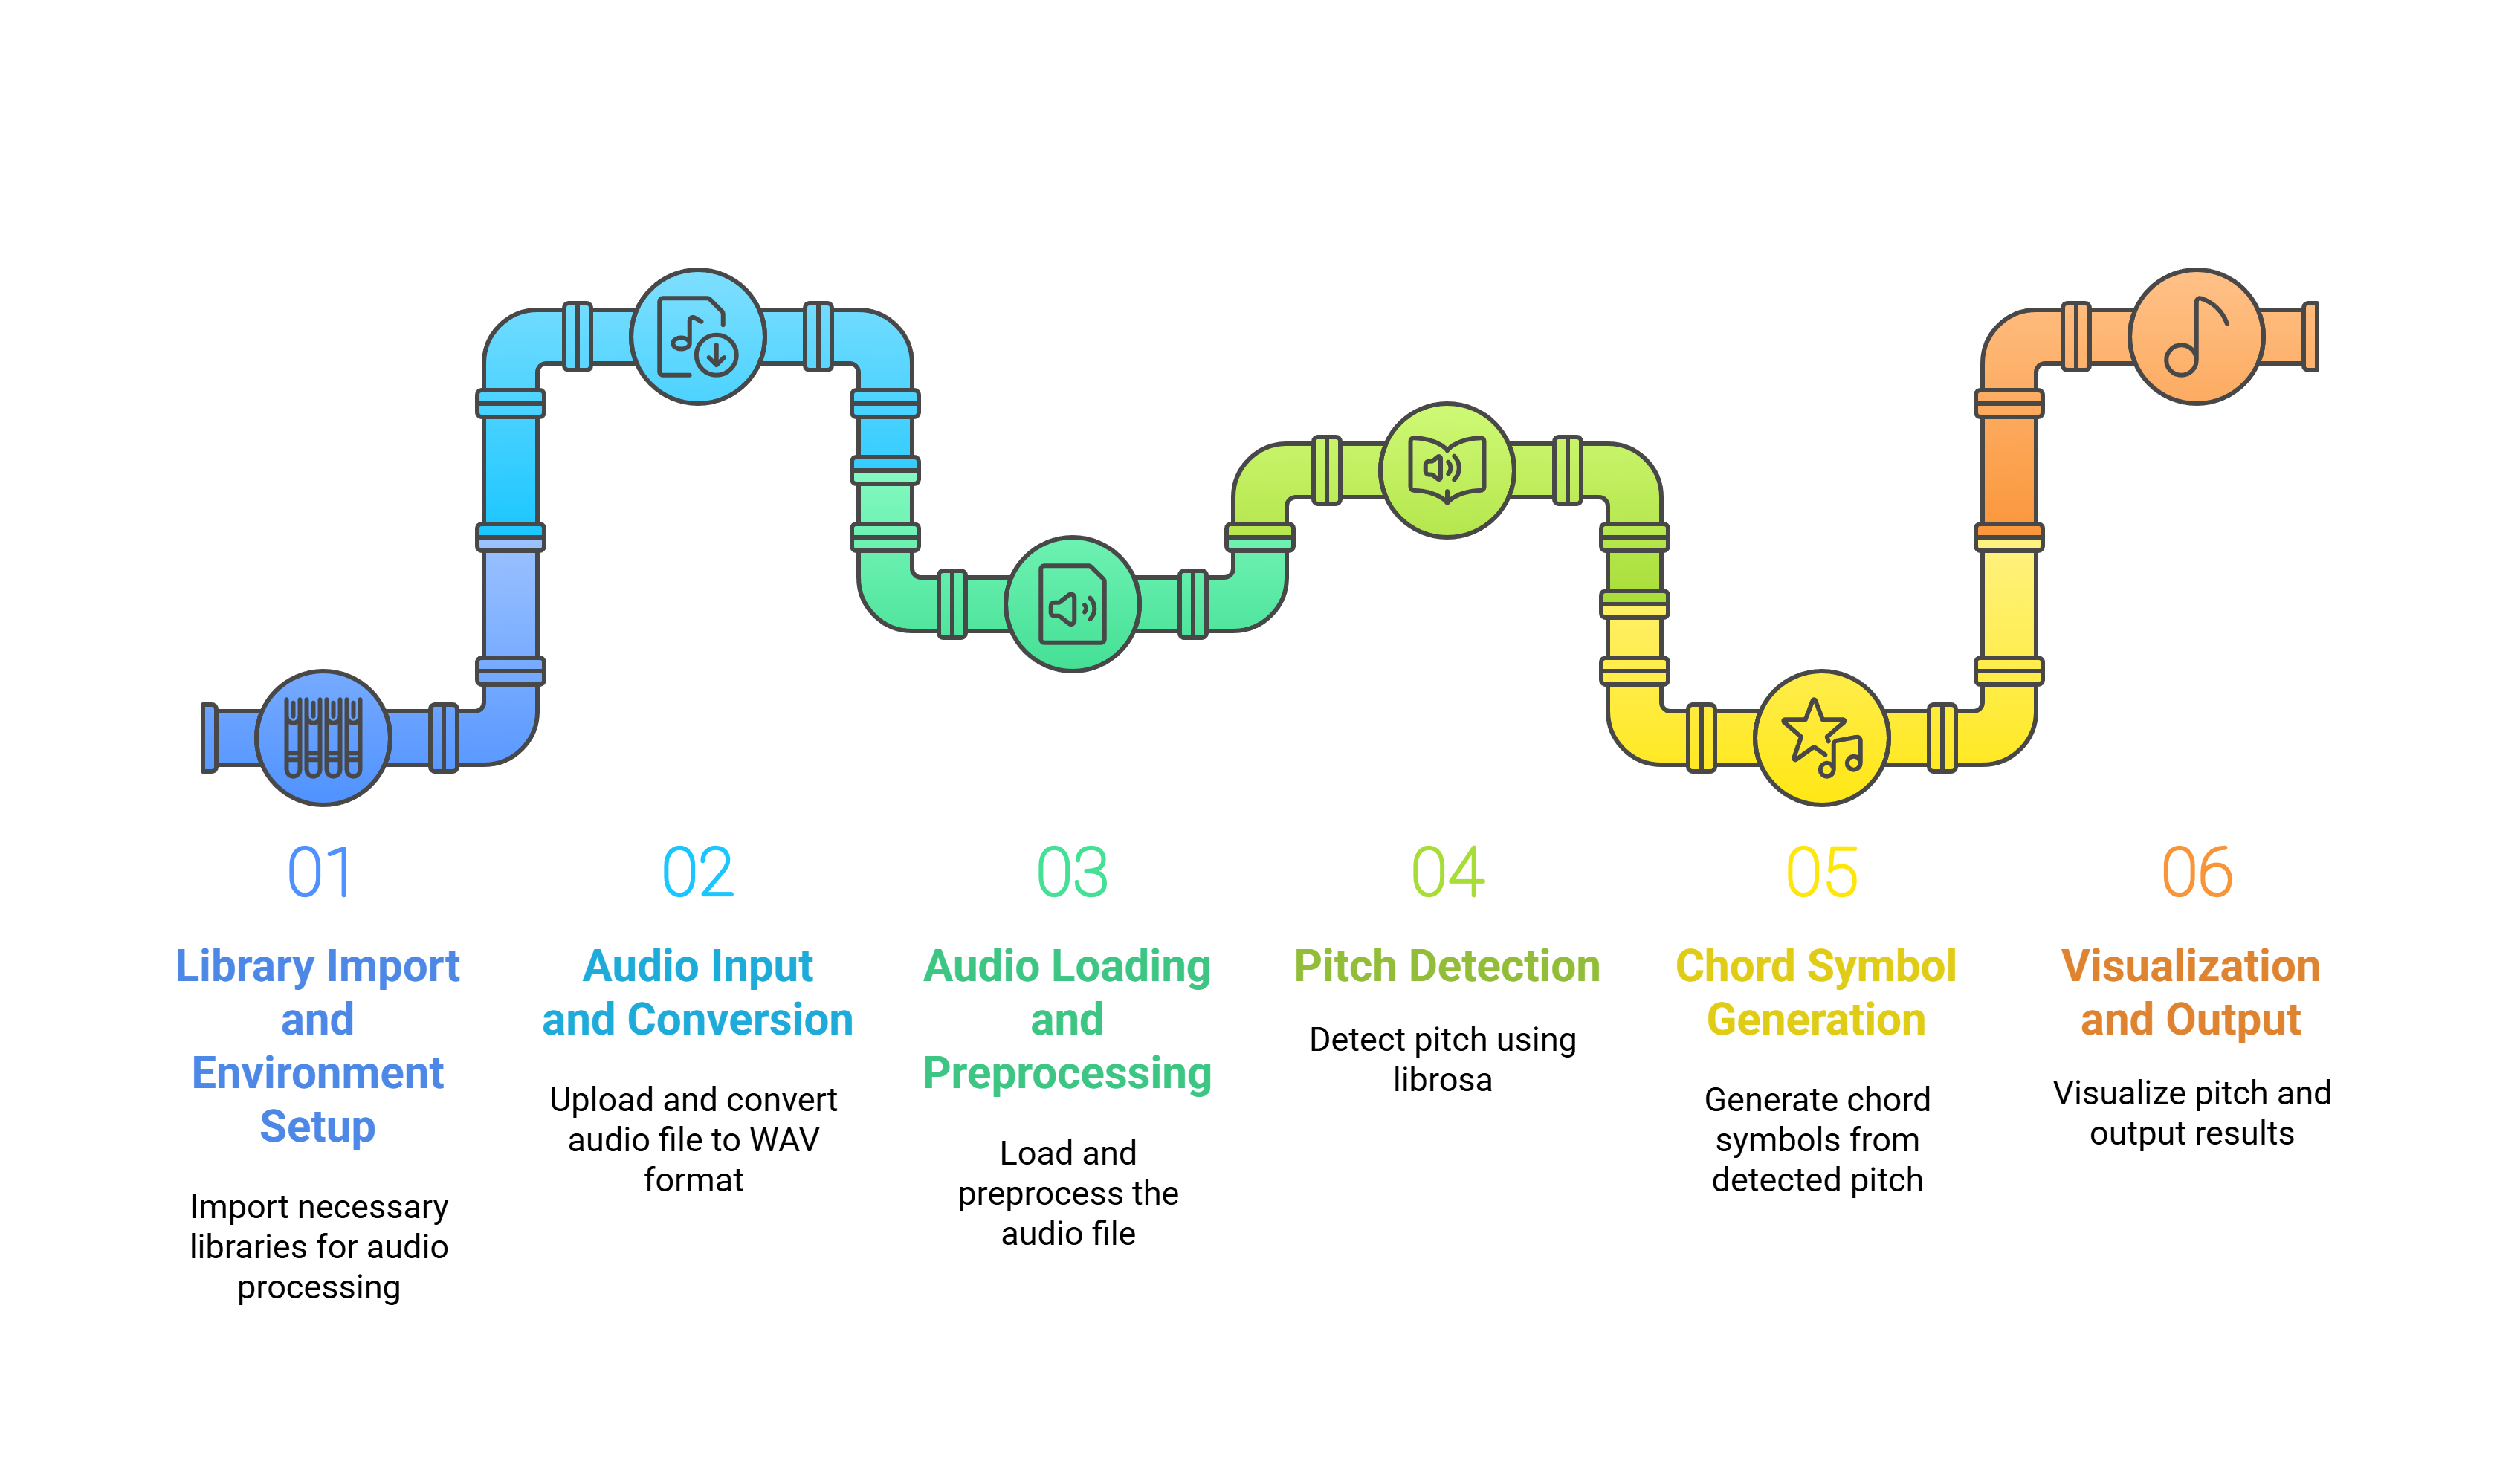 01
Library Import
and
Environment
Setup
Import necessary
libraries for audio
processing
02
Audio Input
and Conversion
Upload and convert
audio file to WAV
format
03
Audio Loading
and
Preprocessing
Load and
preprocess the
audio file
04
Pitch Detection
Detect pitch using
librosa
05
Chord Symbol
Generation
Generate chord
symbols from
detected pitch
06
Visualization
and Output
Visualize pitch and
output results